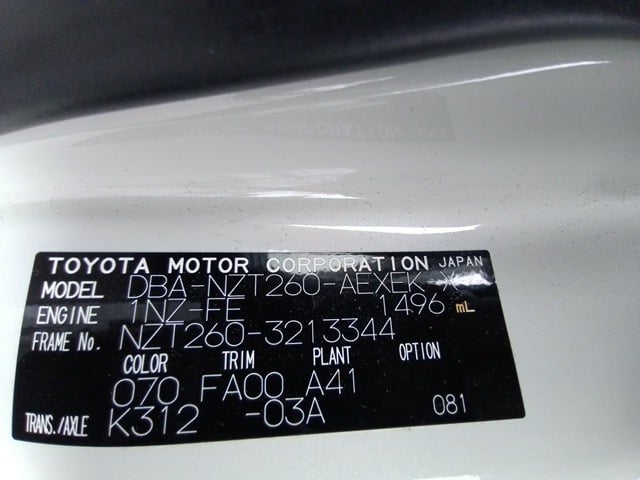 TOYOTA MOTOR CORPORATION JAPAN
MODEL DBA-NZT260-AEXEK
ENGINE 1NZ-FE 1496 mL
FRAME No. NZT260-3213344
COLOR TRIM PLANT OPTION
070 FA00 A41
TRANS./AXLE K312 -03A 081